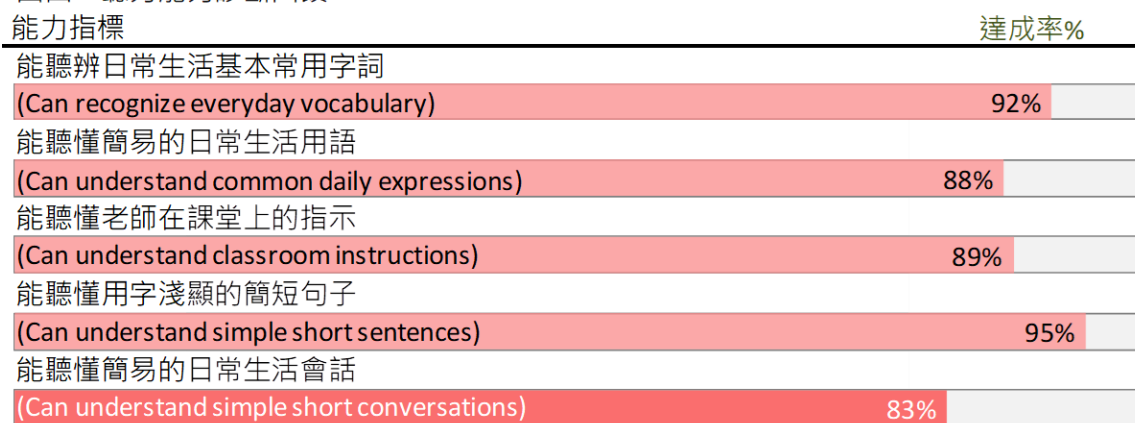 能力指標 達成率%
能聽辨日常生活基本常用字詞
(Can recognize everyday vocabulary) 92%
能聽懂簡易的日常生活用語
(Can understand common daily expressions) 88%
能聽懂老師在課堂上的指示
(Can understand classroom instructions) 89%
能聽懂用字淺顯的簡短句子
(Can understand simple short sentences) 95%
能聽懂簡易的日常生活會話
(Can understand simple short conversations) 83%